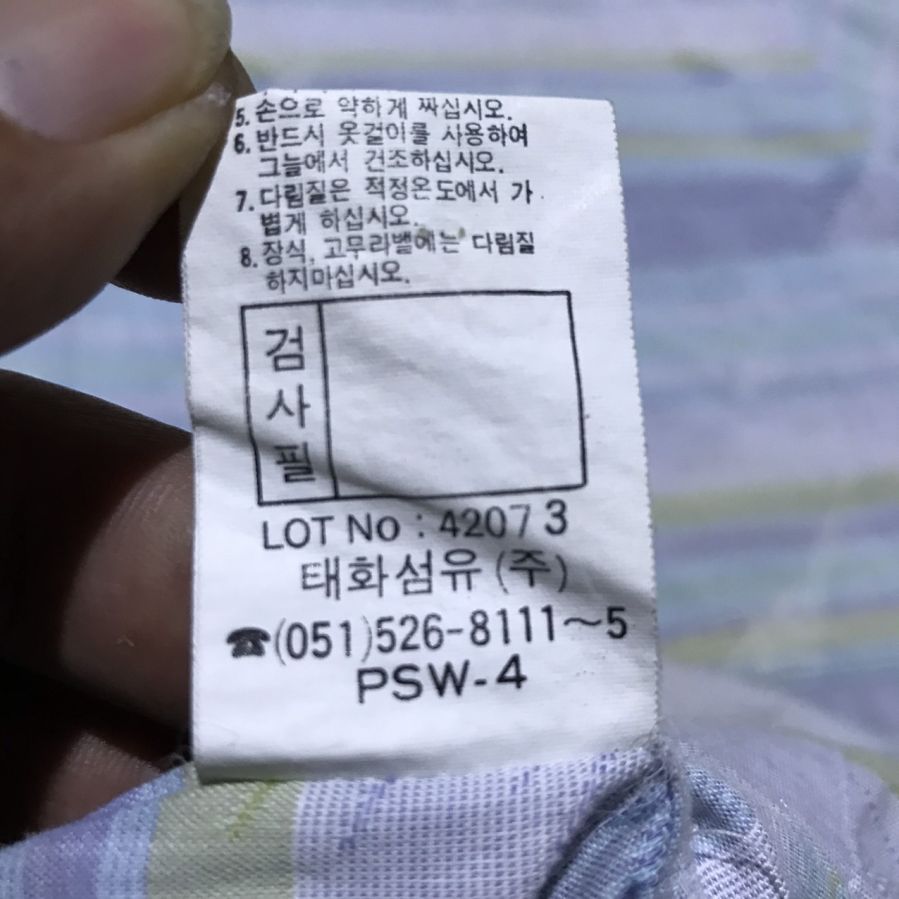 5. 손으로 약하게 짜십시오.
6. 반드시 옷걸이를 사용하여
그늘에서 건조하십시오.
7. 다림질은 적정온도에서 가
볍게 하십시오.
8. 장식, 고무라벨에는 다림질
하지마십시오.
검사필
LOT No : 42073
태화섬유(주)
☎(051)526-8111~5
PSW-4